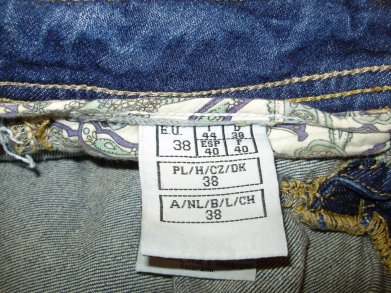 E.U. I D
38 44 38
ESP F
40 40
PL/H/CZ/DK
38
A/NL/B/L/CH
38